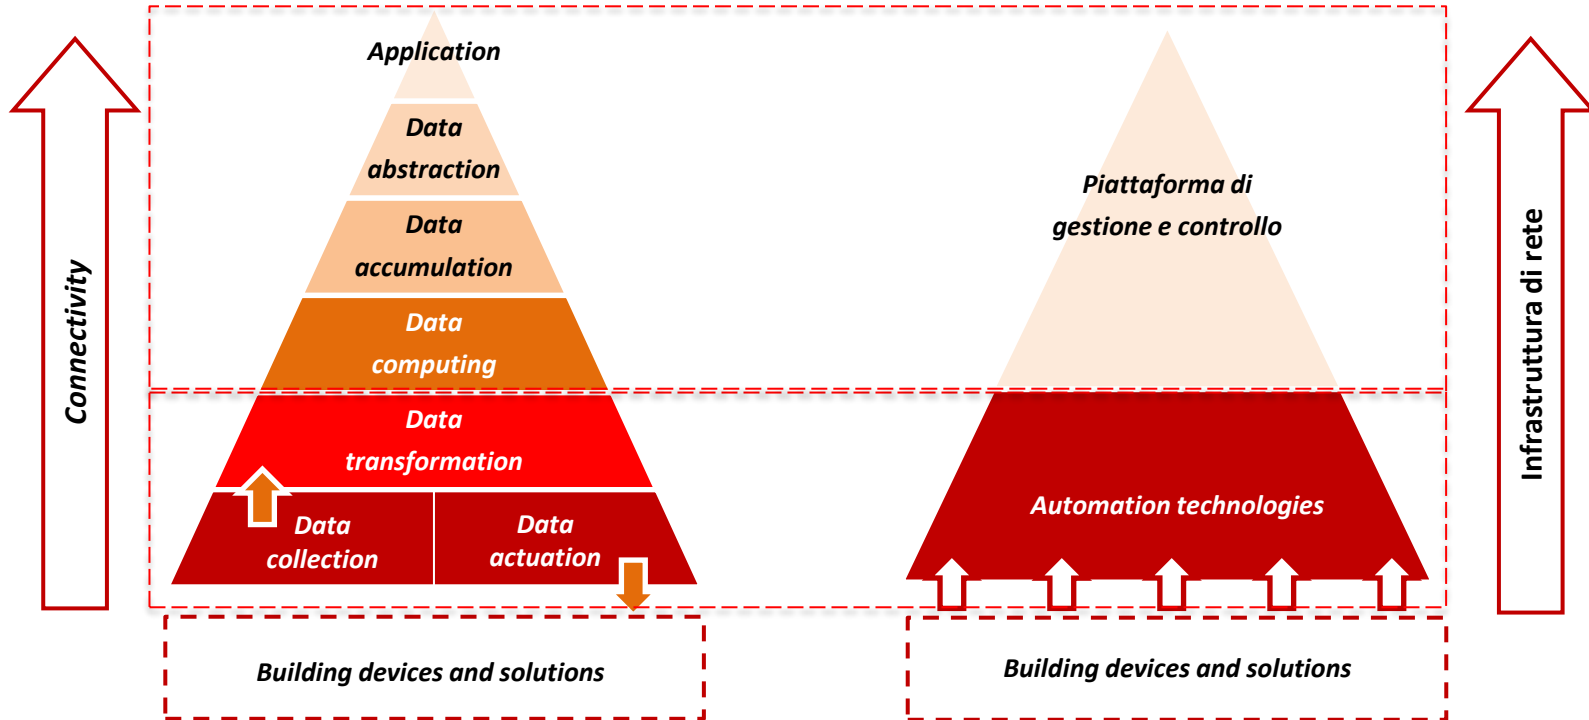 Connectivity
Application
Data
abstraction
Data
accumulation
Data
computing
Data
transformation
Data
collection
Data
actuation
Building devices and solutions
Piattaforma di
gestione e controllo
Automation technologies
Building devices and solutions
Infrastruttura di rete